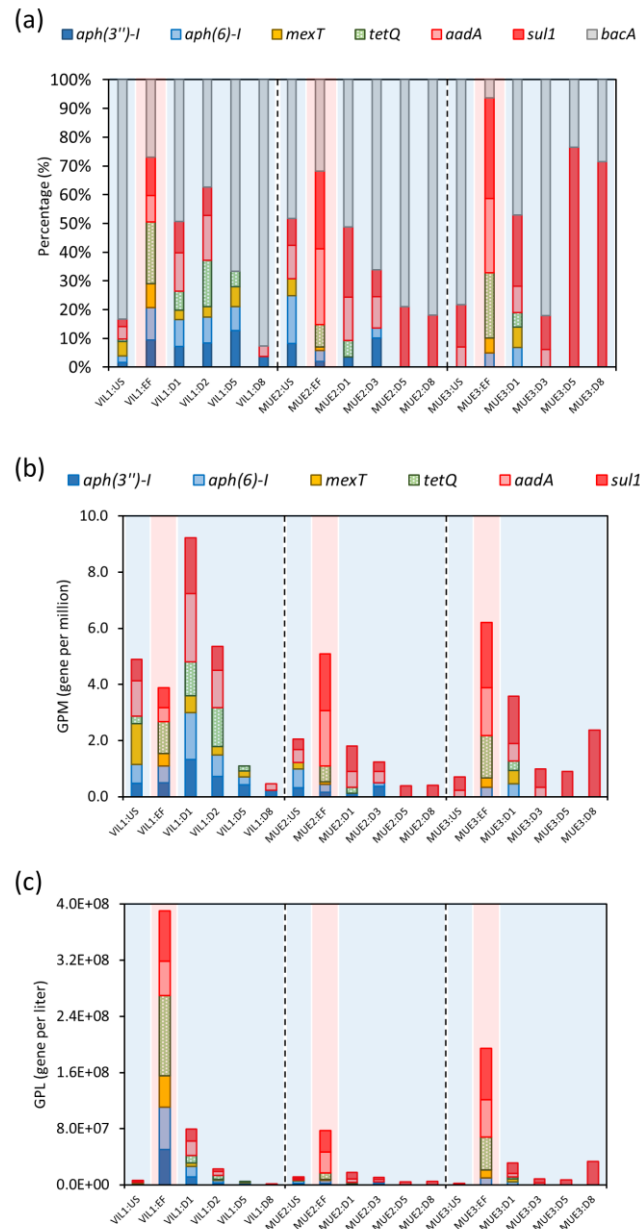 (a)
aph(3'')-I aph(6)-I mexT tetQ aadA sul1 bacA
100%
90%
80%
70%
60%
50%
40%
30%
20%
10%
0%
Percentage (%)
VIL1:US VIL1:EF VIL1:D1 VIL1:D2 VIL1:D5 VIL1:D8 MUE2:US MUE2:EF MUE2:D1 MUE2:D3 MUE2:D5 MUE2:D8 MUE3:US MUE3:EF MUE3:D1 MUE3:D3 MUE3:D5 MUE3:D8
(b)
aph(3'')-I aph(6)-I mexT tetQ aadA sul1
10.0
8.0
6.0
4.0
2.0
0.0
GPM (gene per million)
VIL1:US VIL1:EF VIL1:D1 VIL1:D2 VIL1:D5 VIL1:D8 MUE2:US MUE2:EF MUE2:D1 MUE2:D3 MUE2:D5 MUE2:D8 MUE3:US MUE3:EF MUE3:D1 MUE3:D3 MUE3:D5 MUE3:D8
(c)
4.0E+08
3.2E+08
2.4E+08
1.6E+08
8.0E+07
0.0E+00
GPL (gene per liter)
VIL1:US VIL1:EF VIL1:D1 VIL1:D2 VIL1:D5 VIL1:D8 MUE2:US MUE2:EF MUE2:D1 MUE2:D3 MUE2:D5 MUE2:D8 MUE3:US MUE3:EF MUE3:D1 MUE3:D3 MUE3:D5 MUE3:D8